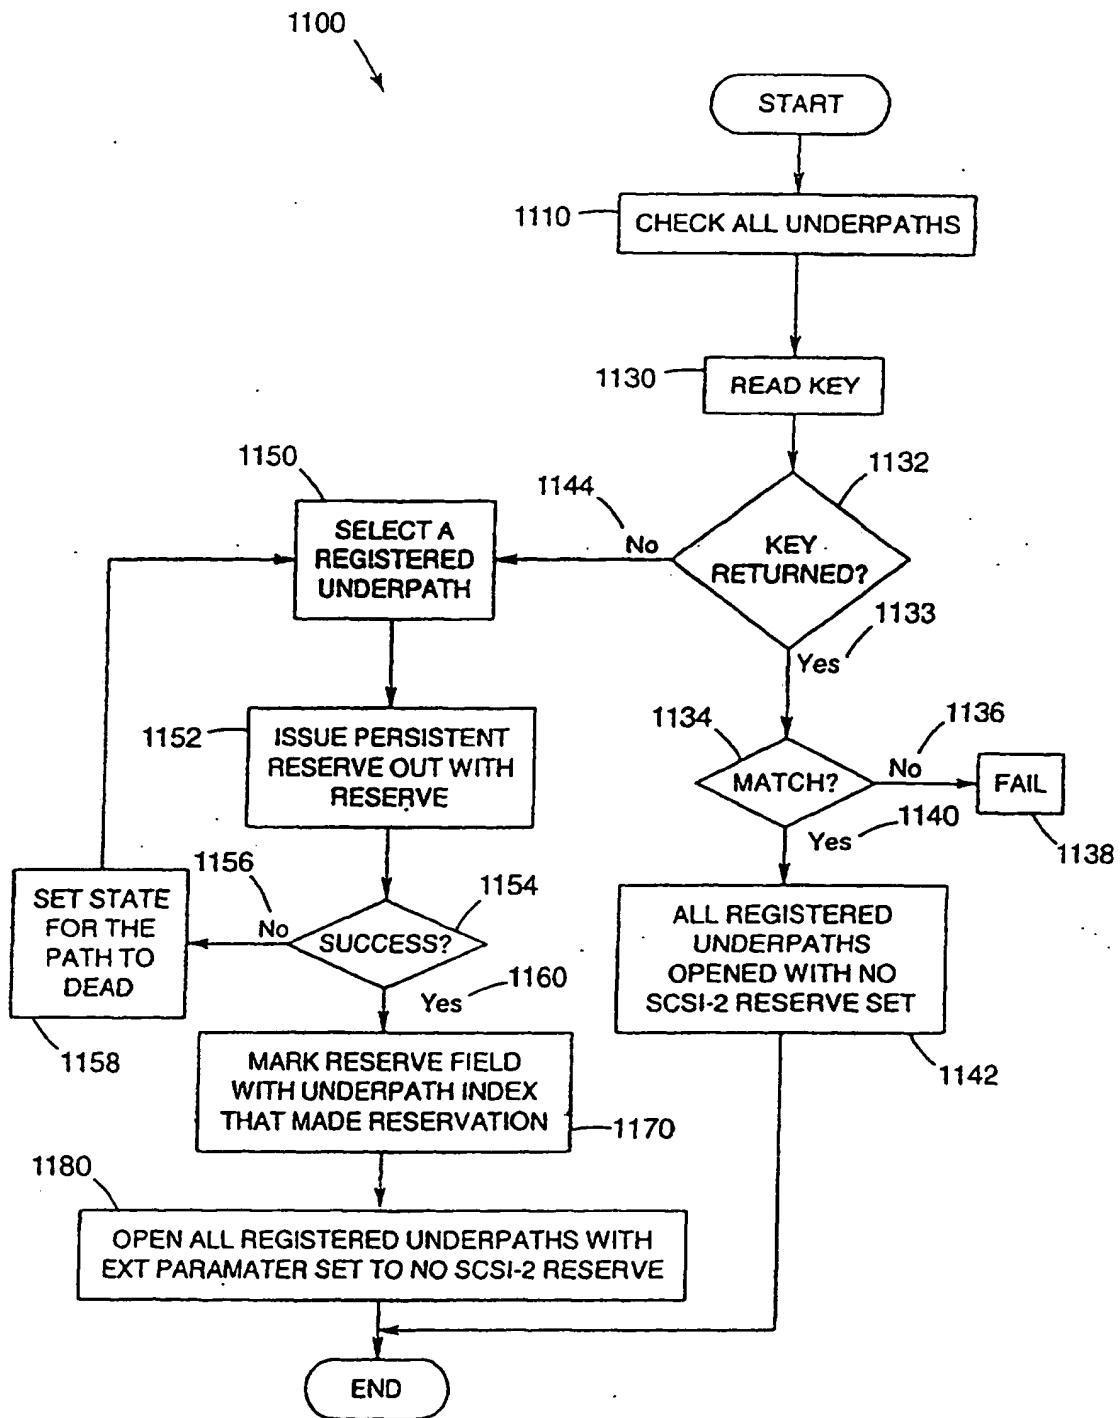 1100
START
1110
CHECK ALL UNDERPATHS
1130
READ KEY
1132
KEY
RETURNED?
1144
No
1133
Yes
1134
MATCH?
1136
No
FAIL
1138
1140
Yes
ALL REGISTERED
UNDERPATHS
OPENED WITH NO
SCSI-2 RESERVE SET
1142
1150
SELECT A
REGISTERED
UNDERPATH
1152
ISSUE PERSISTENT
RESERVE OUT WITH
RESERVE
1154
SUCCESS?
1156
No
SET STATE
FOR THE
PATH TO
DEAD
1158
1160
Yes
MARK RESERVE FIELD
WITH UNDERPATH INDEX
THAT MADE RESERVATION
1170
1180
OPEN ALL REGISTERED UNDERPATHS WITH
EXT PARAMATER SET TO NO SCSI-2 RESERVE
END